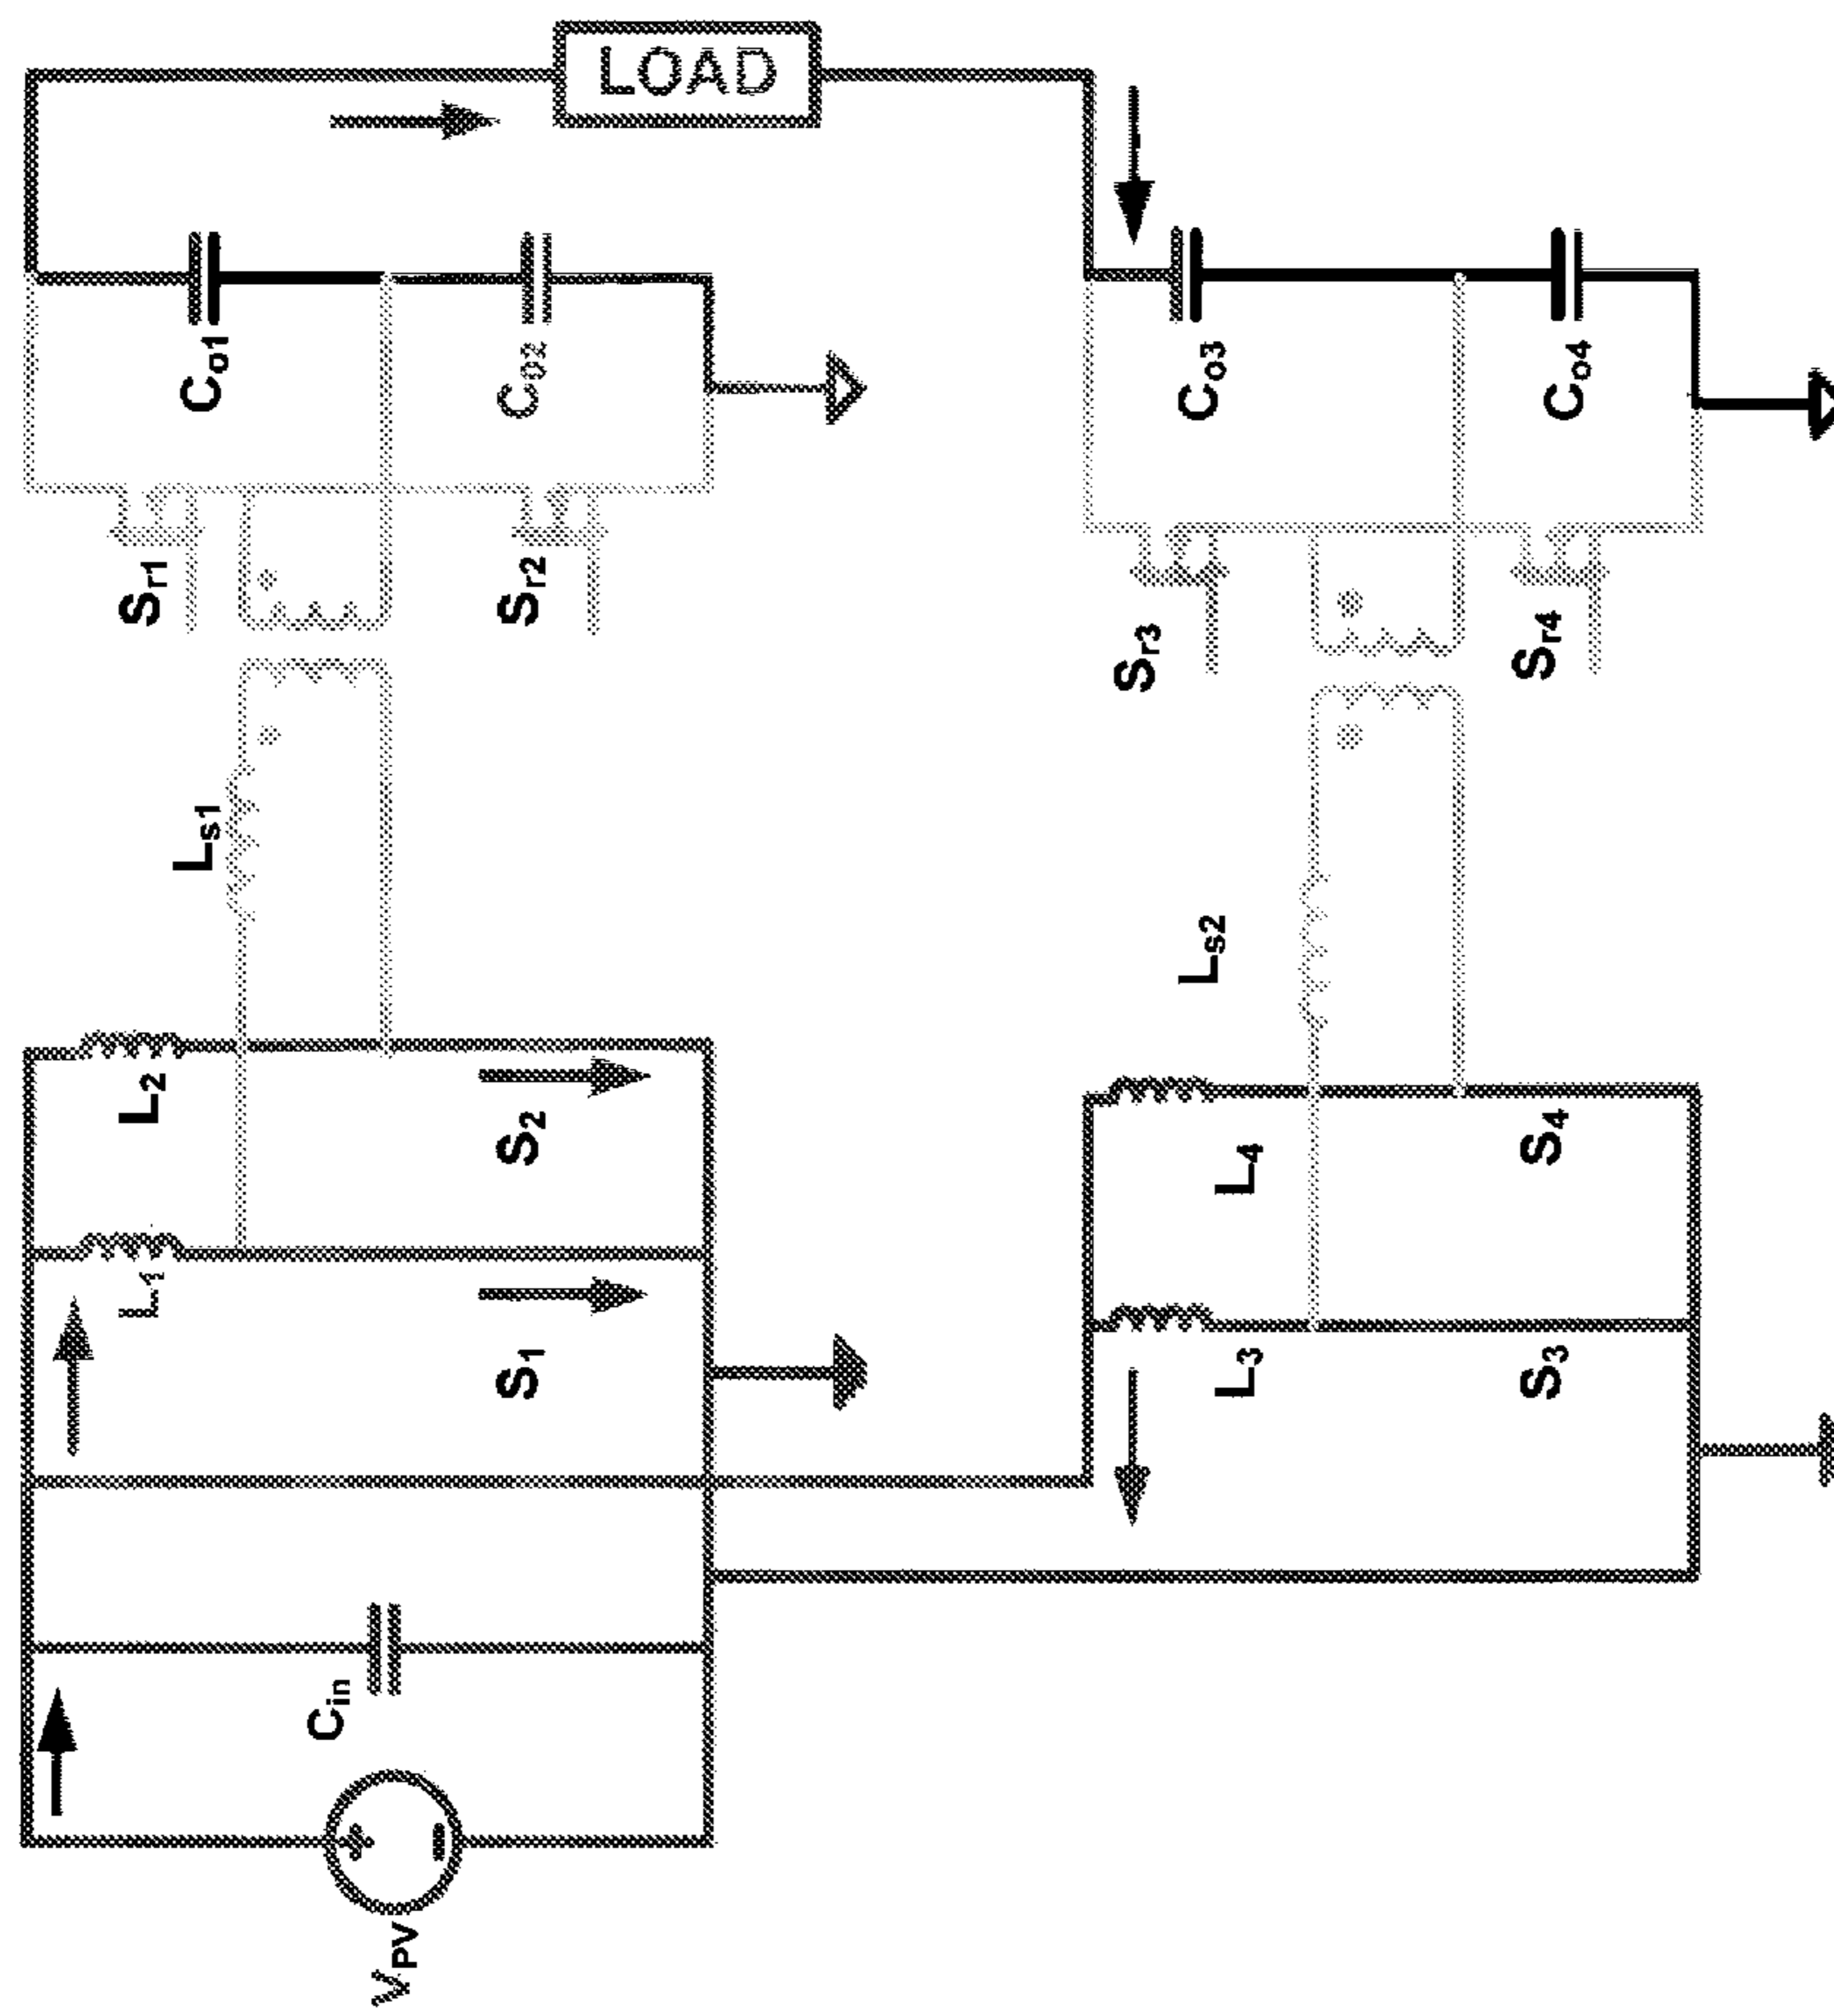 LOAD
Co1
Co2
Co3
Co4
Sr1
Sr2
Sr3
Sr4
Ls1
Ls2
L2
S2
L4
S4
L1
S1
L3
S3
Cin
VPV